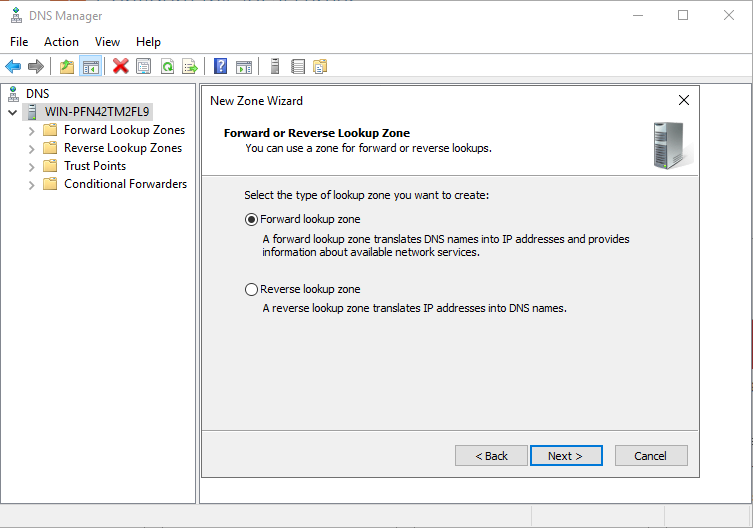 DNS Manager
File Action View Help
DNS
WIN-PFN42TM2FL9
Forward Lookup Zones
Reverse Lookup Zones
Trust Points
Conditional Forwarders
New Zone Wizard
Forward or Reverse Lookup Zone
You can use a zone for forward or reverse lookups.
Select the type of lookup zone you want to create:
Forward lookup zone
A forward lookup zone translates DNS names into IP addresses and provides
information about available network services.
Reverse lookup zone
A reverse lookup zone translates IP addresses into DNS names.
< Back Next > Cancel